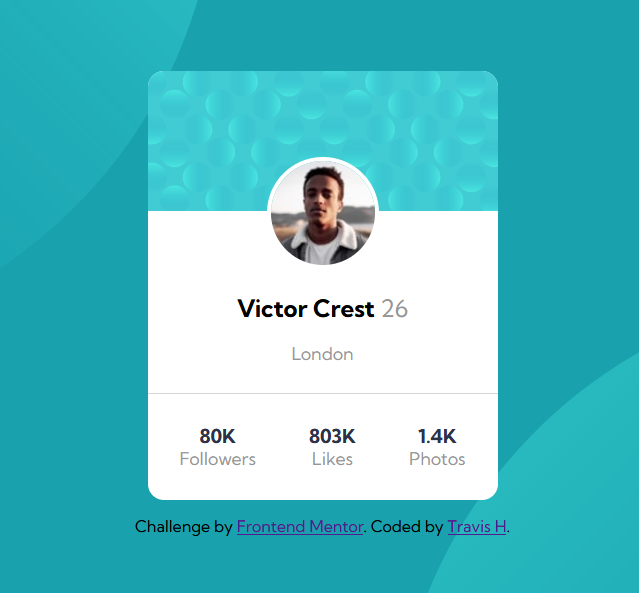 Victor Crest 26
London
80K 803K 1.4K
Followers Likes Photos
Challenge by Frontend Mentor. Coded by Travis H.